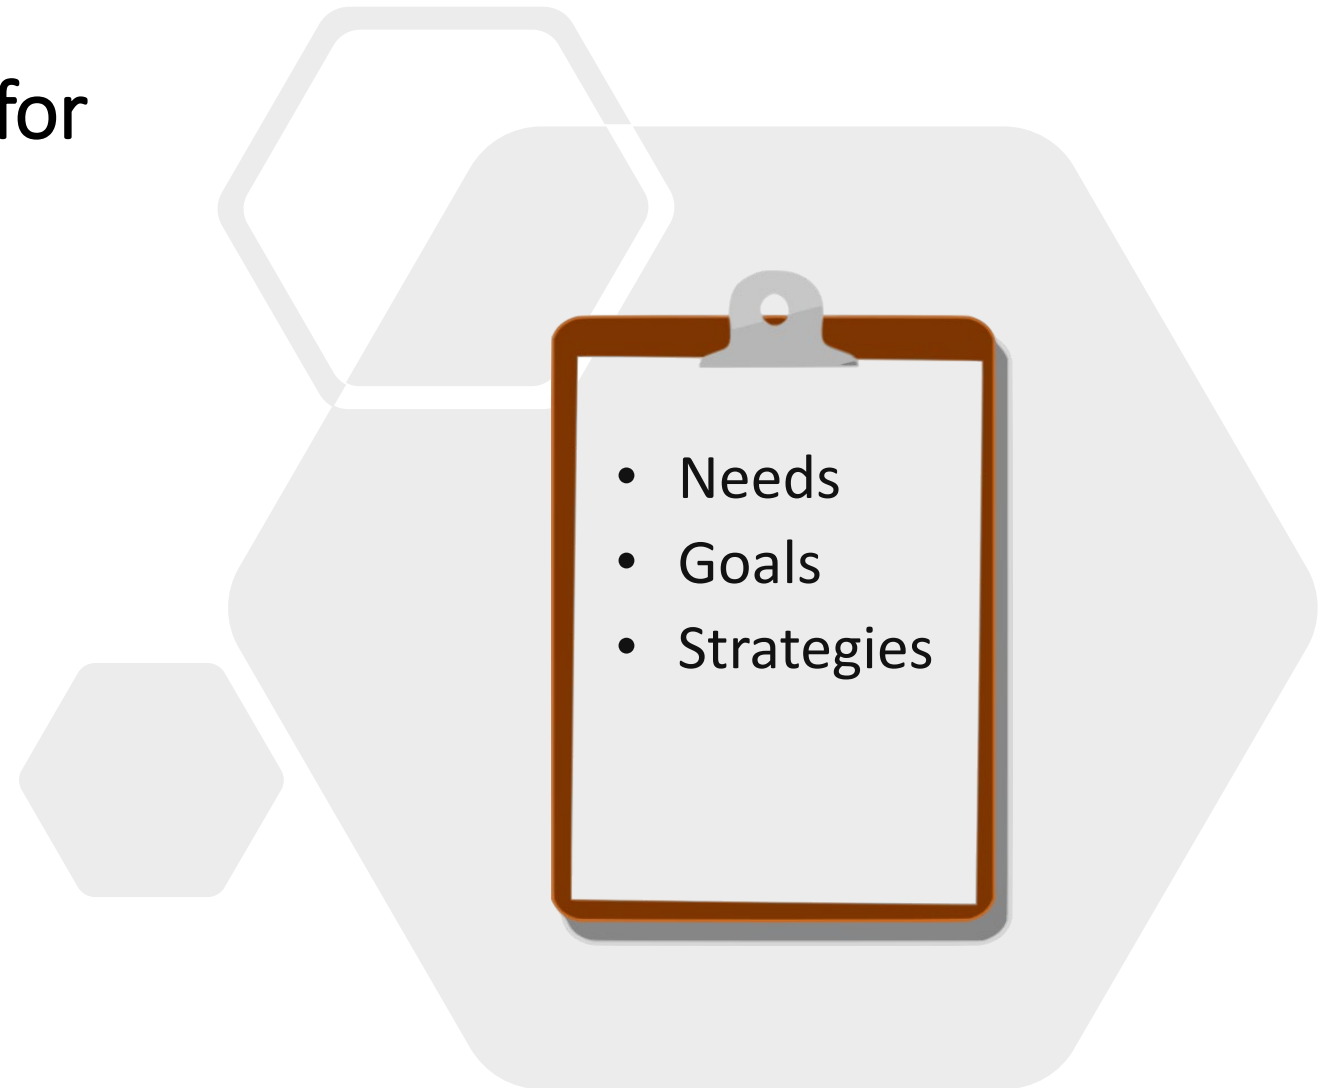 for
• Needs
• Goals
• Strategies